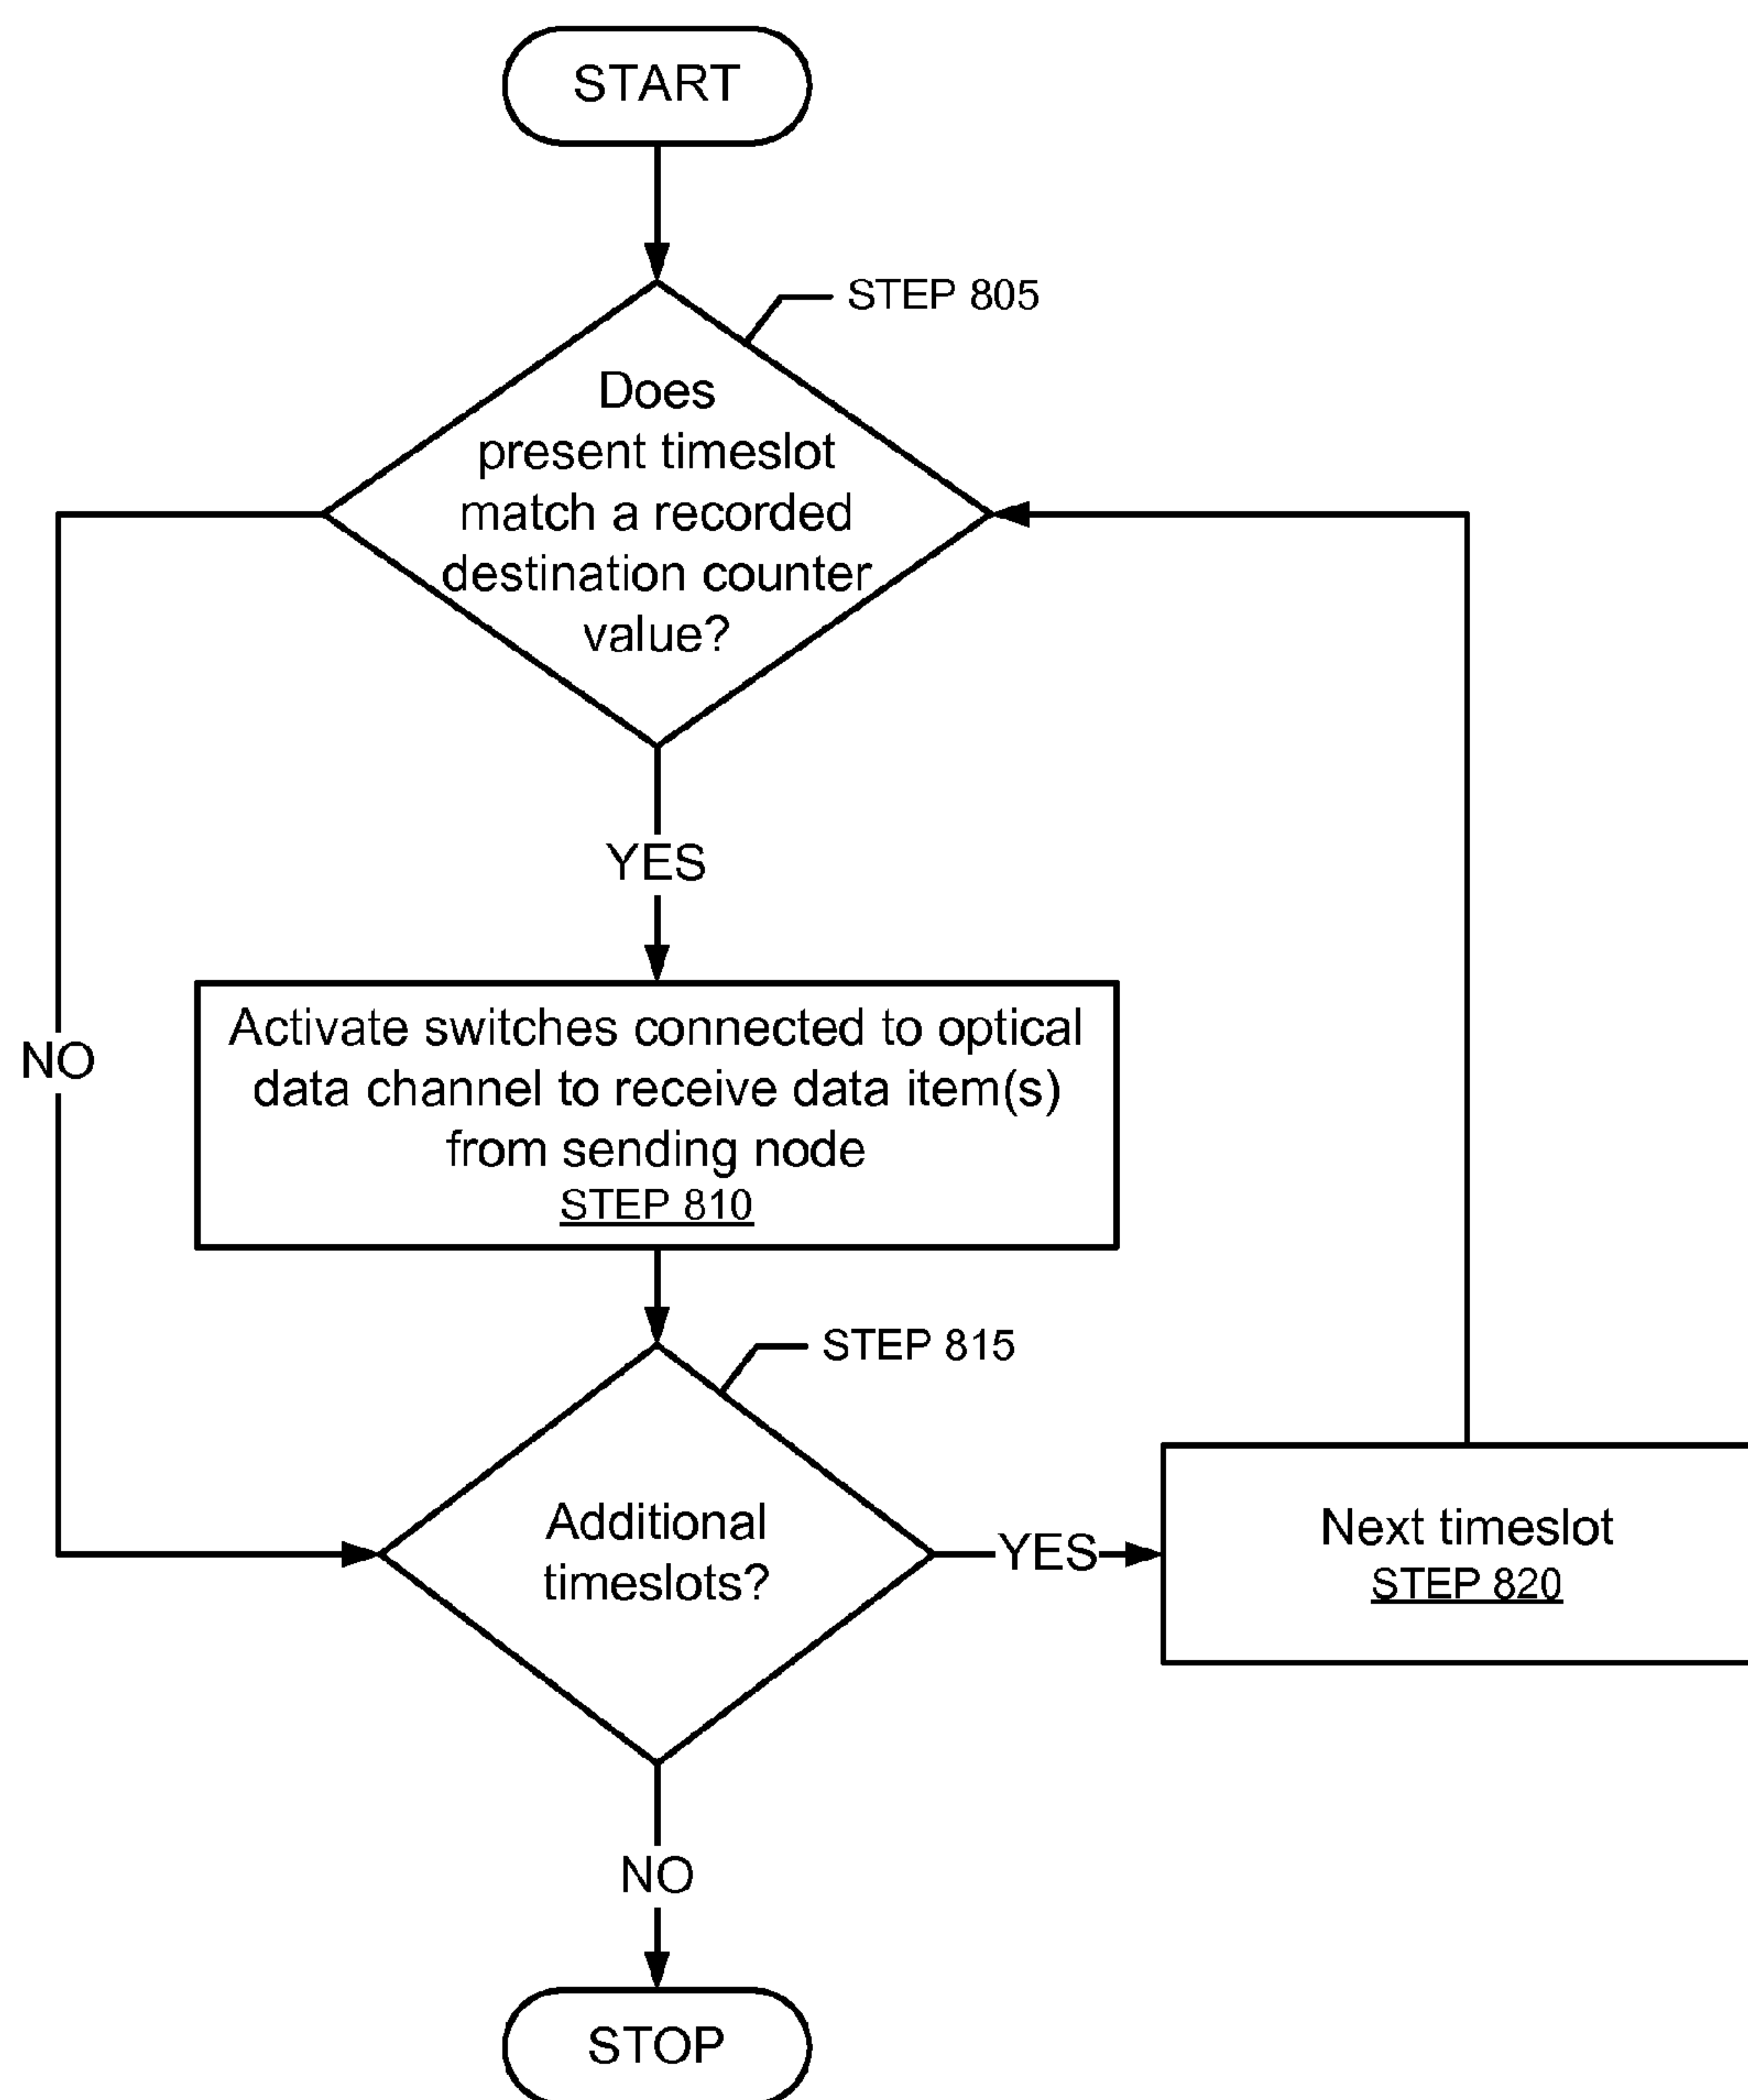 START
STEP 805
Does
present timeslot
match a recorded
destination counter
value?
YES
NO
Activate switches connected to optical
data channel to receive data item(s)
from sending node
STEP 810
STEP 815
Additional
timeslots?
YES
Next timeslot
STEP 820
NO
STOP